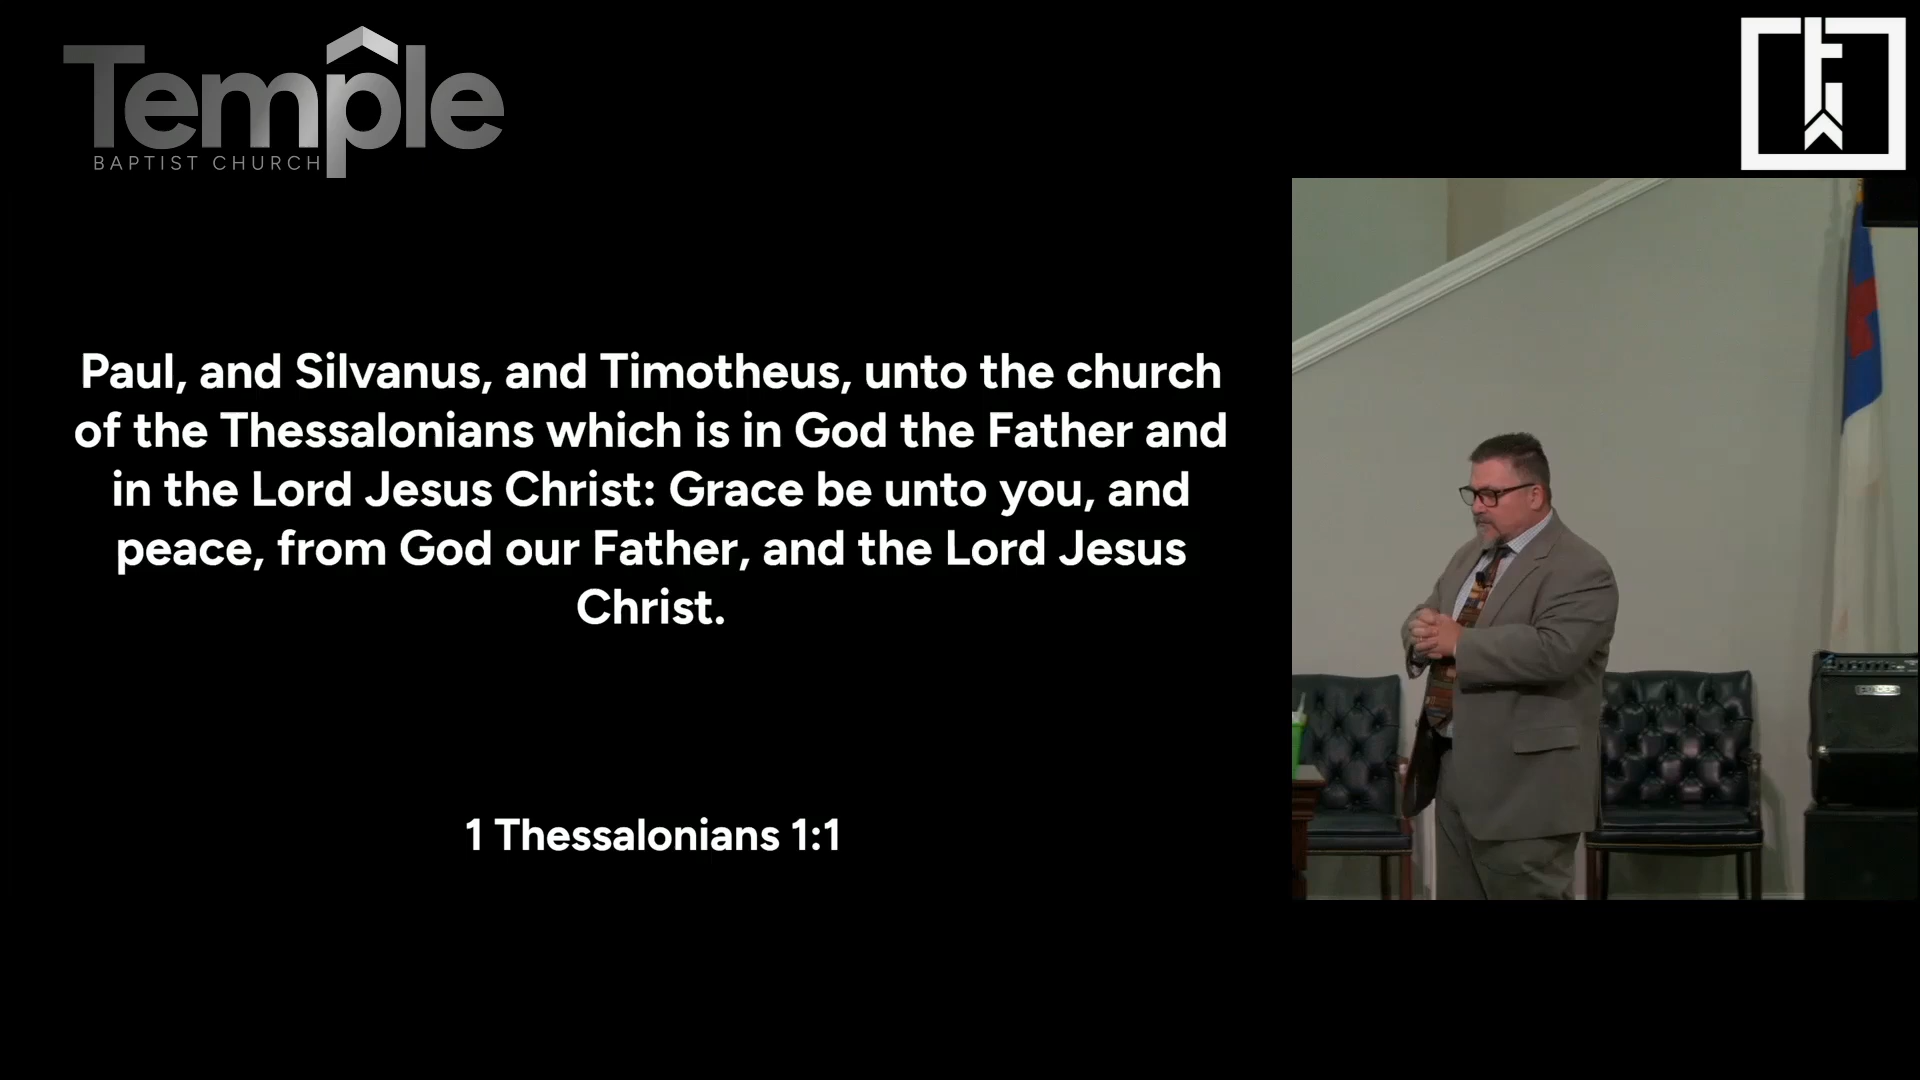 Temple
BAPTIST CHURCH
Paul, and Silvanus, and Timotheus, unto the church
of the Thessalonians which is in God the Father and
in the Lord Jesus Christ: Grace be unto you, and
peace, from God our Father, and the Lord Jesus
Christ.
1 Thessalonians 1:1